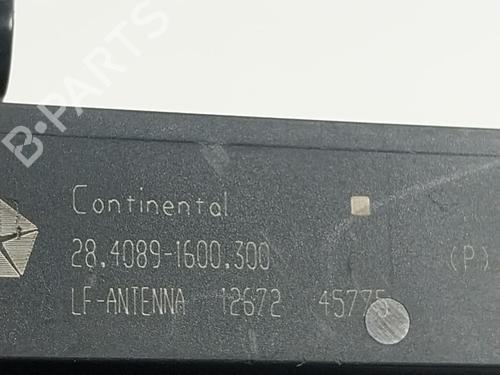 B-PARTS
Continental
28.4089-1600.300 (P)
LF-ANTENNA 12672 45775